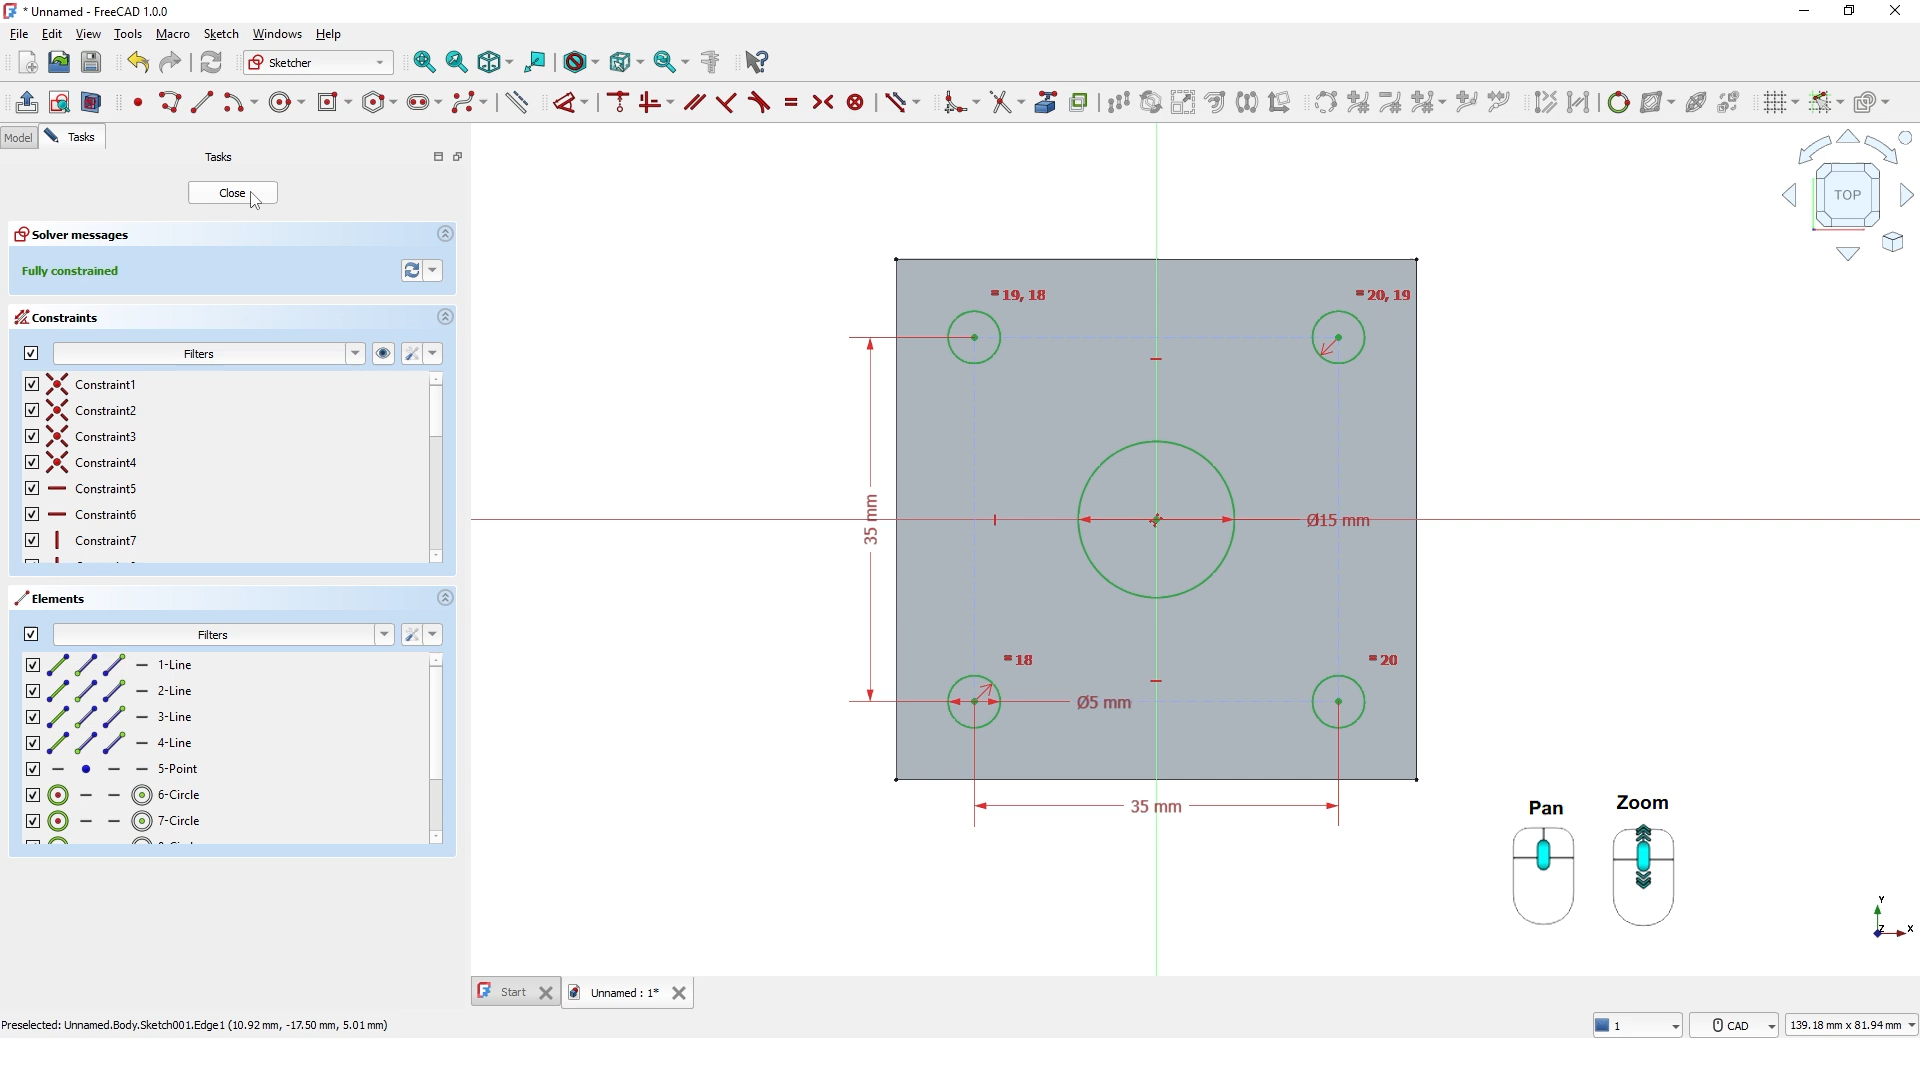 * Unnamed - FreeCAD 1.0.0
File Edit View Tools Macro Sketch Windows Help
Sketcher
Model Tasks
Tasks
Close
Solver messages
Fully constrained
Constraints
Filters
Constraint1
Constraint2
Constraint3
Constraint4
Constraint5
Constraint6
Constraint7
Elements
Filters
1-Line
2-Line
3-Line
4-Line
5-Point
6-Circle
7-Circle
TOP
= 19, 18
= 20, 19
35 mm
Ø15 mm
= 18
= 20
Ø5 mm
35 mm
Pan
Zoom
Y
Z
X
Start
Unnamed : 1*
Preselected: Unnamed.Body.Sketch001.Edge1 (10.92 mm, -17.50 mm, 5.01 mm)
1
CAD
139.18 mm x 81.94 mm